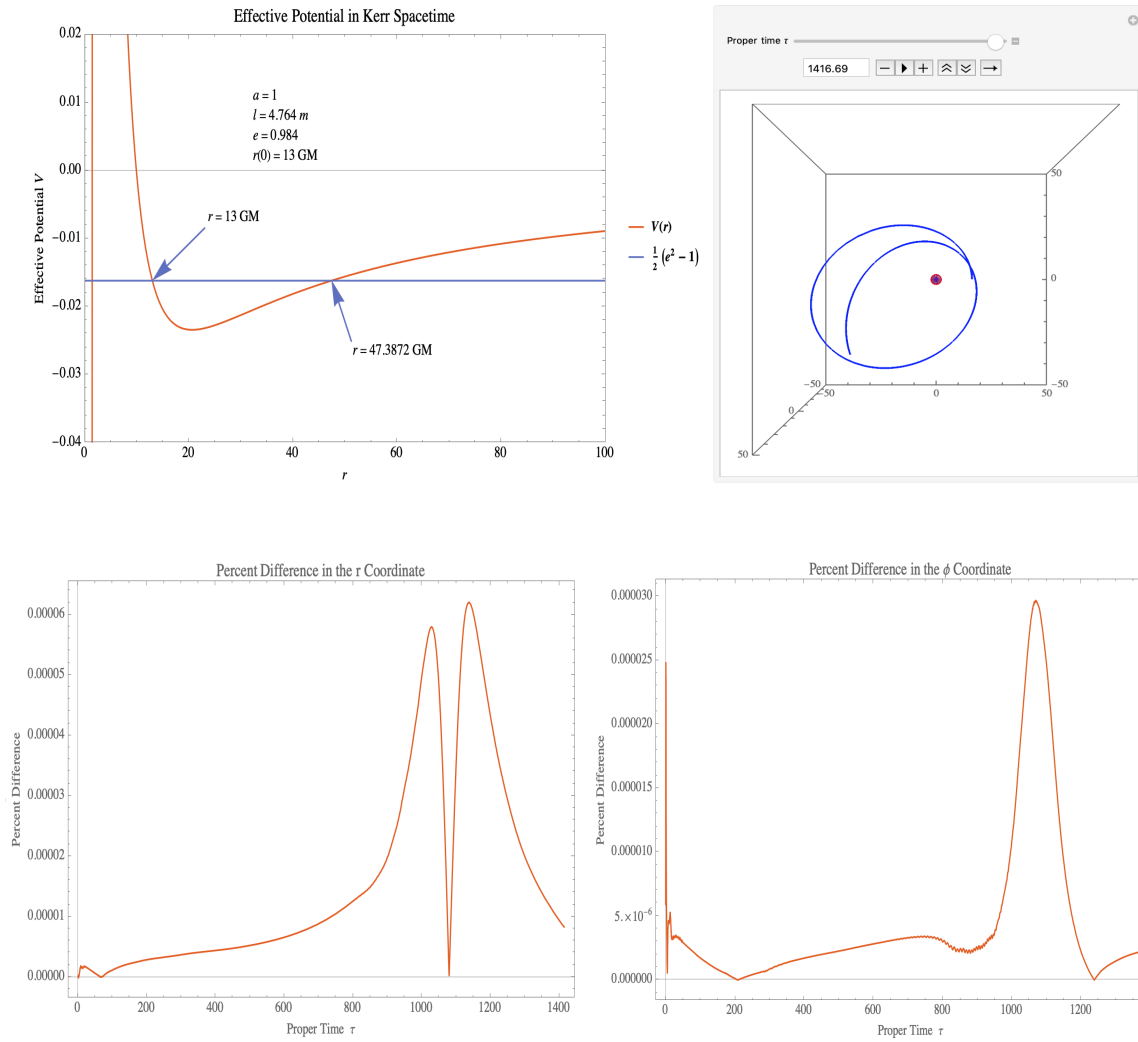 Effective Potential in Kerr Spacetime
0.02
0.01
0.00
−0.01
−0.02
−0.03
−0.04
Effective Potential V
a = 1
l = 4.764 m
e = 0.984
r(0) = 13 GM
r = 13 GM
r = 47.3872 GM
0 20 40 60 80 100
r
V(r)
1/2 (e² − 1)
Proper time τ
1416.69
50
0
−50
−50
0
50
−50 0 50
Percent Difference in the r Coordinate
0.00006
0.00005
0.00004
0.00003
0.00002
0.00001
0.00000
Percent Difference
0 200 400 600 800 1000 1200 1400
Proper Time τ
Percent Difference in the ϕ Coordinate
0.000030
0.000025
0.000020
0.000015
0.000010
5.×10⁻⁶
0.000000
Percent Difference
0 200 400 600 800 1000 1200
Proper Time τ